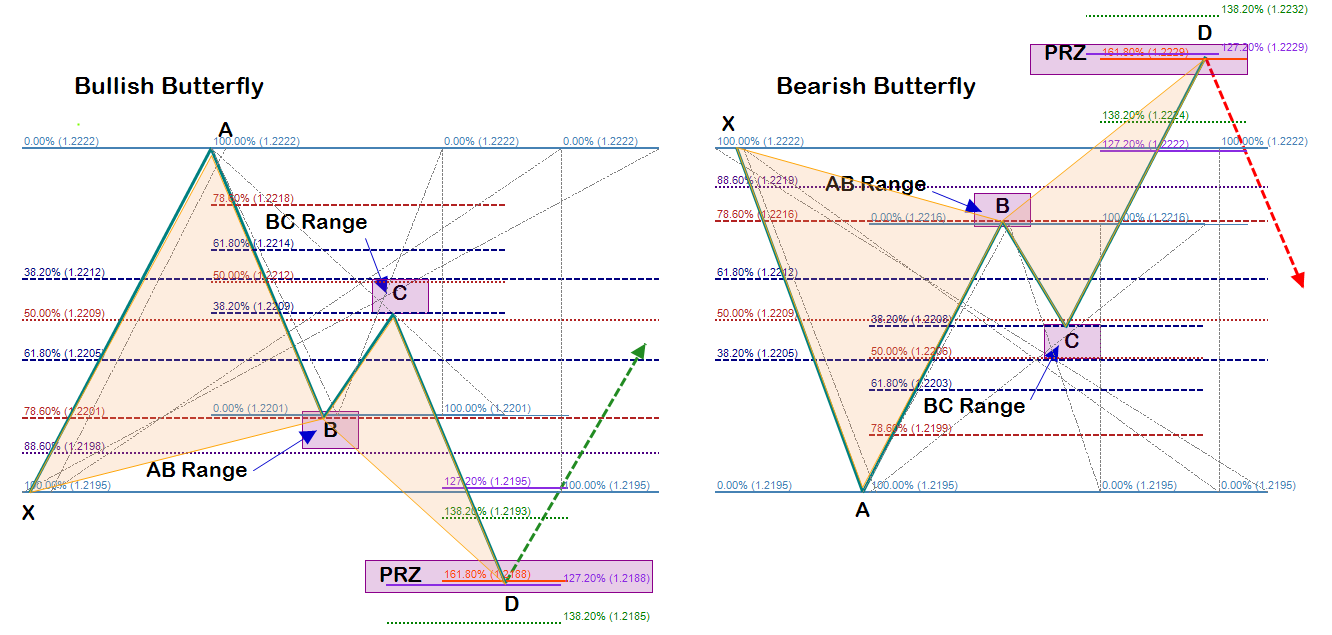 Bullish Butterfly
A
0.00% (1.2222)
100.00% (1.2222)
0.00% (1.2222)
0.00% (1.2222)
78.60% (1.2218)
BC Range
61.80% (1.2214)
38.20% (1.2212)
50.00% (1.2212)
C
38.20% (1.2209)
50.00% (1.2209)
61.80% (1.2205)
78.60% (1.2201)
0.00% (1.2201)
100.00% (1.2201)
B
88.60% (1.2198)
AB Range
100.00% (1.2195)
127.20% (1.2195)
100.00% (1.2195)
X
138.20% (1.2193)
PRZ
161.80% (1.2188)
127.20% (1.2188)
D
138.20% (1.2185)
138.20% (1.2232)
D
PRZ
161.80% (1.2229)
127.20% (1.2229)
Bearish Butterfly
X
138.20% (1.2224)
100.00% (1.2222)
127.20% (1.2222)
100.00% (1.2222)
88.60% (1.2219)
AB Range
B
78.60% (1.2216)
0.00% (1.2216)
100.00% (1.2216)
61.80% (1.2212)
50.00% (1.2209)
38.20% (1.2208)
C
38.20% (1.2205)
50.00% (1.2206)
61.80% (1.2203)
BC Range
78.60% (1.2199)
0.00% (1.2195)
100.00% (1.2195)
0.00% (1.2195)
0.00% (1.2195)
A